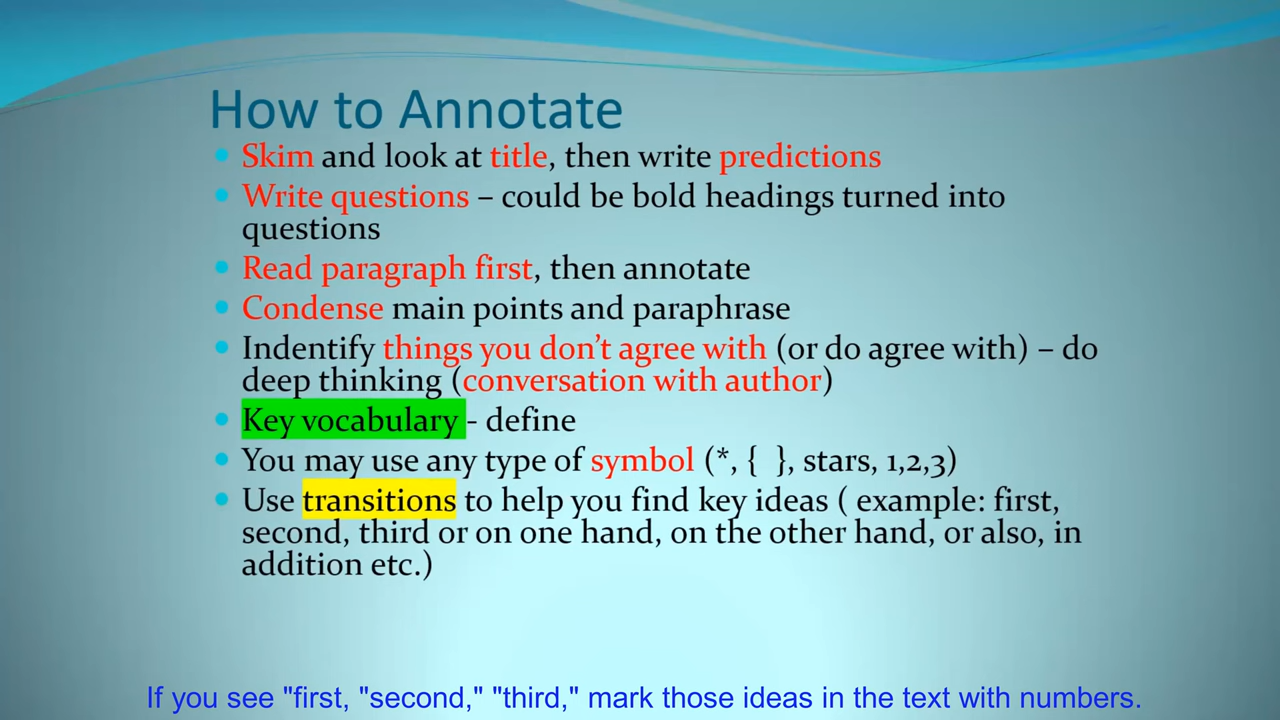 How to Annotate
• Skim and look at title, then write predictions
• Write questions – could be bold headings turned into
questions
• Read paragraph first, then annotate
• Condense main points and paraphrase
• Indentify things you don't agree with (or do agree with) – do
deep thinking (conversation with author)
• Key vocabulary - define
• You may use any type of symbol (*, { }, stars, 1,2,3)
• Use transitions to help you find key ideas ( example: first,
second, third or on one hand, on the other hand, or also, in
addition etc.)
If you see "first, "second," "third," mark those ideas in the text with numbers.